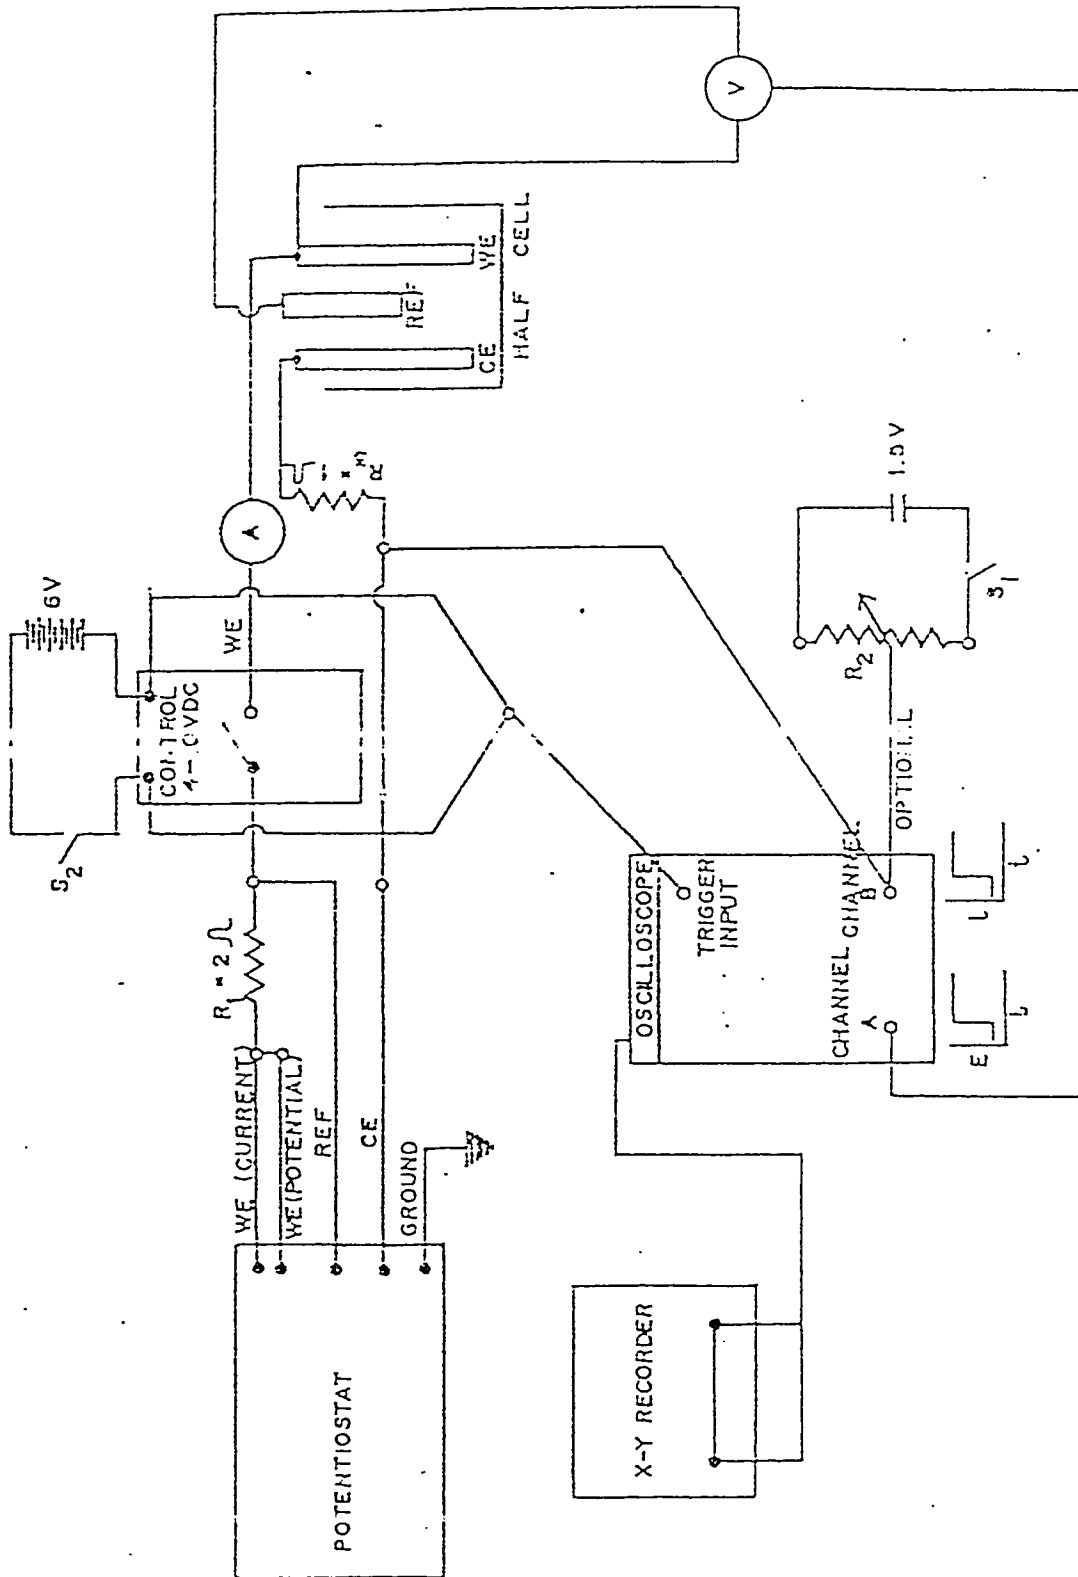 6V
S2
CONTROL
WE
A
R1 = 2 Ω
WE (CURRENT)
WE (POTENTIAL)
REF
CE
GROUND
POTENTIOSTAT
CE
REF
WE
HALF CELL
V
1.5V
S1
R2
OPTIONAL
OSCILLOSCOPE
TRIGGER
INPUT
CHANNEL
A
CHANNEL
B
E
t
t
X-Y RECORDER